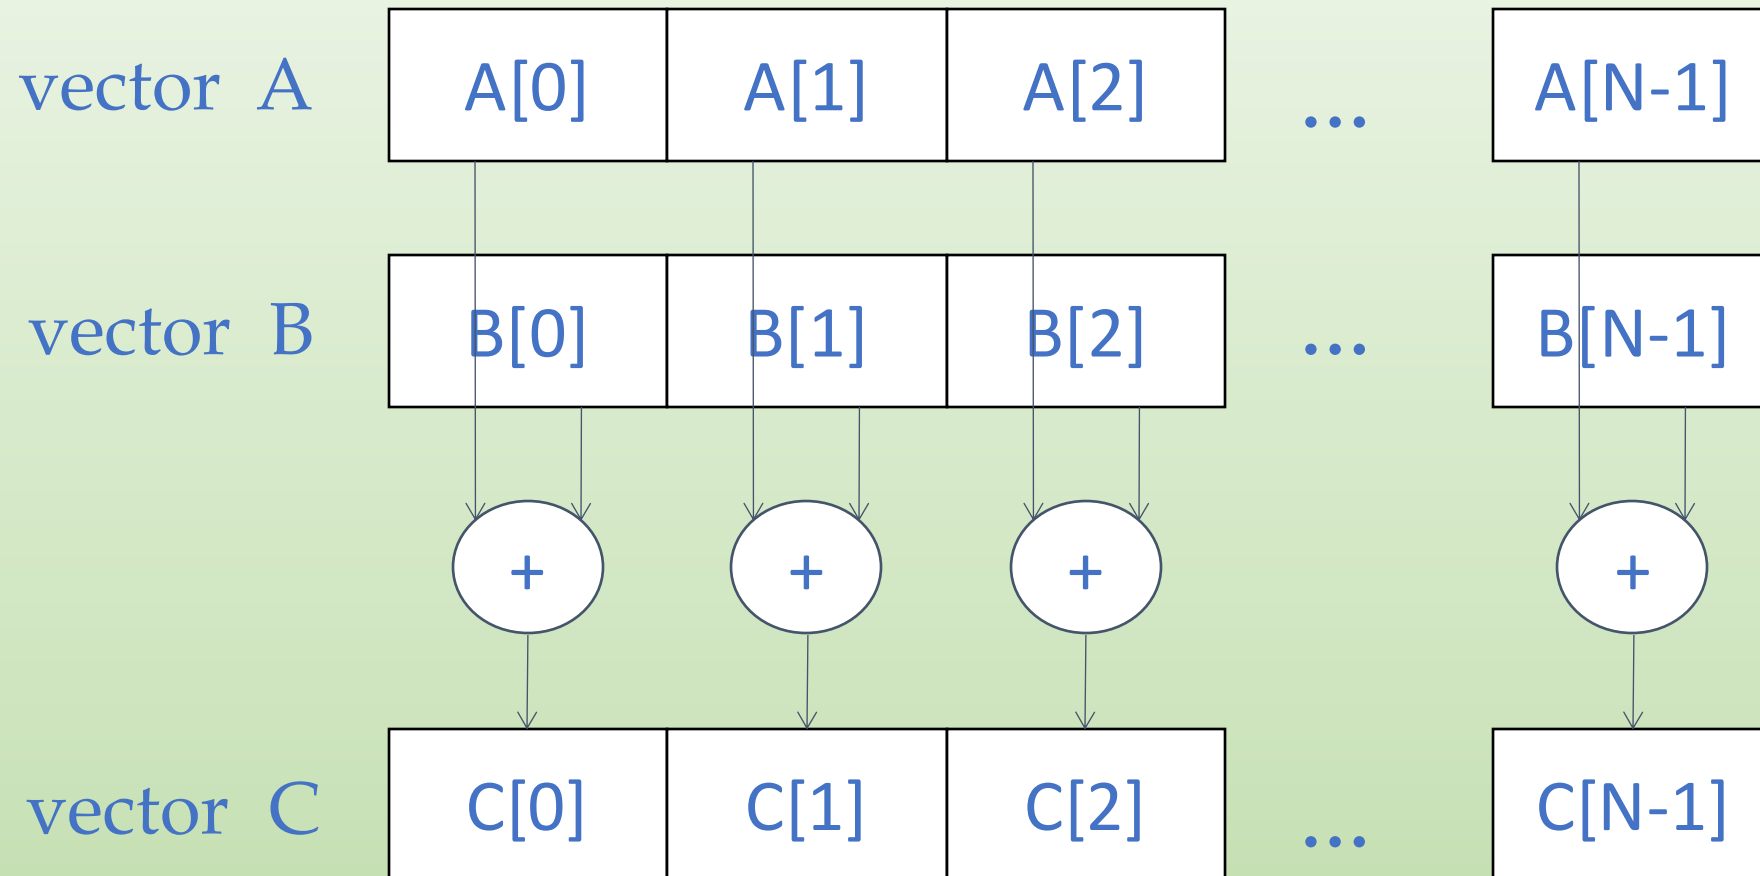 vector A A[0] A[1] A[2] ... A[N-1]
vector B B[0] B[1] B[2] ... B[N-1]
+ + + +
vector C C[0] C[1] C[2] ... C[N-1]